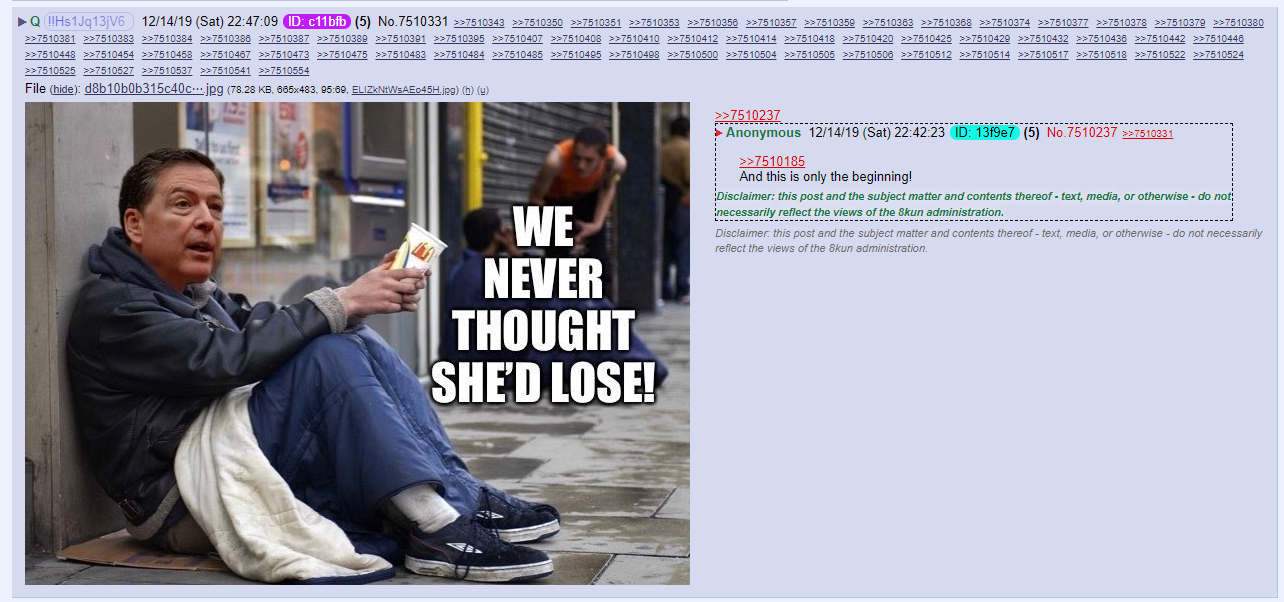 ▶ Q !!Hs1Jq13jV6 12/14/19 (Sat) 22:47:09 ID: c11bfb (5) No.7510331 >>7510343 >>7510350 >>7510351 >>7510353 >>7510356 >>7510357 >>7510359 >>7510363 >>7510368 >>7510374 >>7510377 >>7510378 >>7510379 >>7510380
>>7510381 >>7510383 >>7510384 >>7510386 >>7510387 >>7510389 >>7510391 >>7510395 >>7510407 >>7510408 >>7510410 >>7510412 >>7510414 >>7510418 >>7510420 >>7510425 >>7510429 >>7510432 >>7510436 >>7510442 >>7510446
>>7510448 >>7510454 >>7510458 >>7510467 >>7510473 >>7510475 >>7510483 >>7510484 >>7510485 >>7510495 >>7510498 >>7510500 >>7510504 >>7510505 >>7510506 >>7510512 >>7510514 >>7510517 >>7510518 >>7510522 >>7510524
>>7510525 >>7510527 >>7510537 >>7510541 >>7510554
File (hide): d8b10b0b315c40c⋯.jpg (78.28 KB, 665x483, 95:69, ELIZkNtWsAEo45H.jpg) (h) (u)
WE
NEVER
THOUGHT
SHE'D LOSE!
>>7510237
▶ Anonymous 12/14/19 (Sat) 22:42:23 ID: 13f9e7 (5) No.7510237 >>7510331
>>7510185
And this is only the beginning!
Disclaimer: this post and the subject matter and contents thereof - text, media, or otherwise - do not
necessarily reflect the views of the 8kun administration.
Disclaimer: this post and the subject matter and contents thereof - text, media, or otherwise - do not necessarily
reflect the views of the 8kun administration.